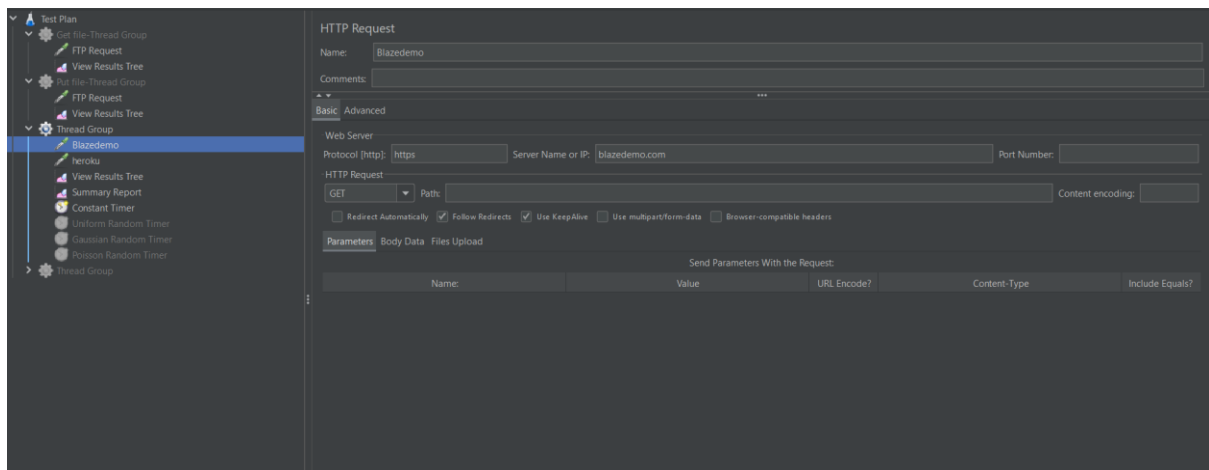 Test Plan
Get file-Thread Group
FTP Request
View Results Tree
Put file-Thread Group
FTP Request
View Results Tree
Thread Group
Blazedemo
heroku
View Results Tree
Summary Report
Constant Timer
Uniform Random Timer
Gaussian Random Timer
Poisson Random Timer
Thread Group
HTTP Request
Name: Blazedemo
Comments:
Basic Advanced
Web Server
Protocol [http]: https Server Name or IP: blazedemo.com Port Number:
HTTP Request
GET Path: Content encoding:
Redirect Automatically Follow Redirects Use KeepAlive Use multipart/form-data Browser-compatible headers
Parameters Body Data Files Upload
Send Parameters With the Request:
Name: Value URL Encode? Content-Type Include Equals?